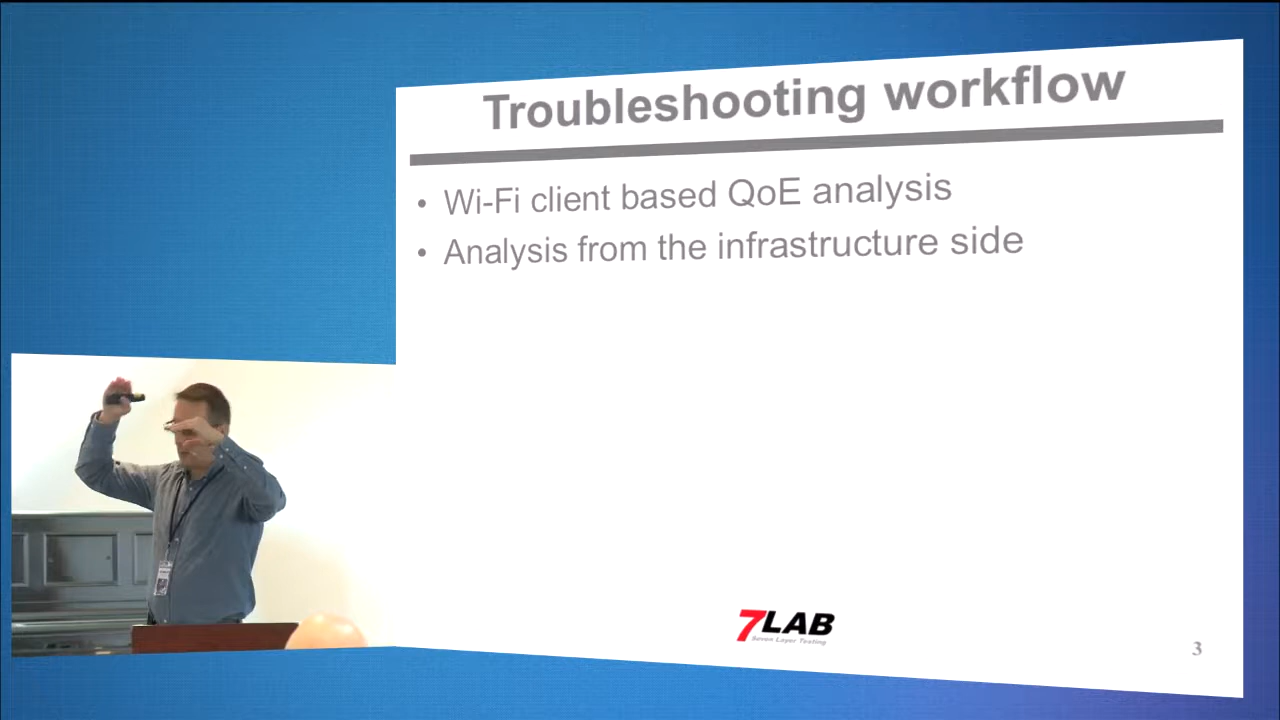 Troubleshooting workflow
• Wi-Fi client based QoE analysis
• Analysis from the infrastructure side
7LAB
Seven Layer Testing
3